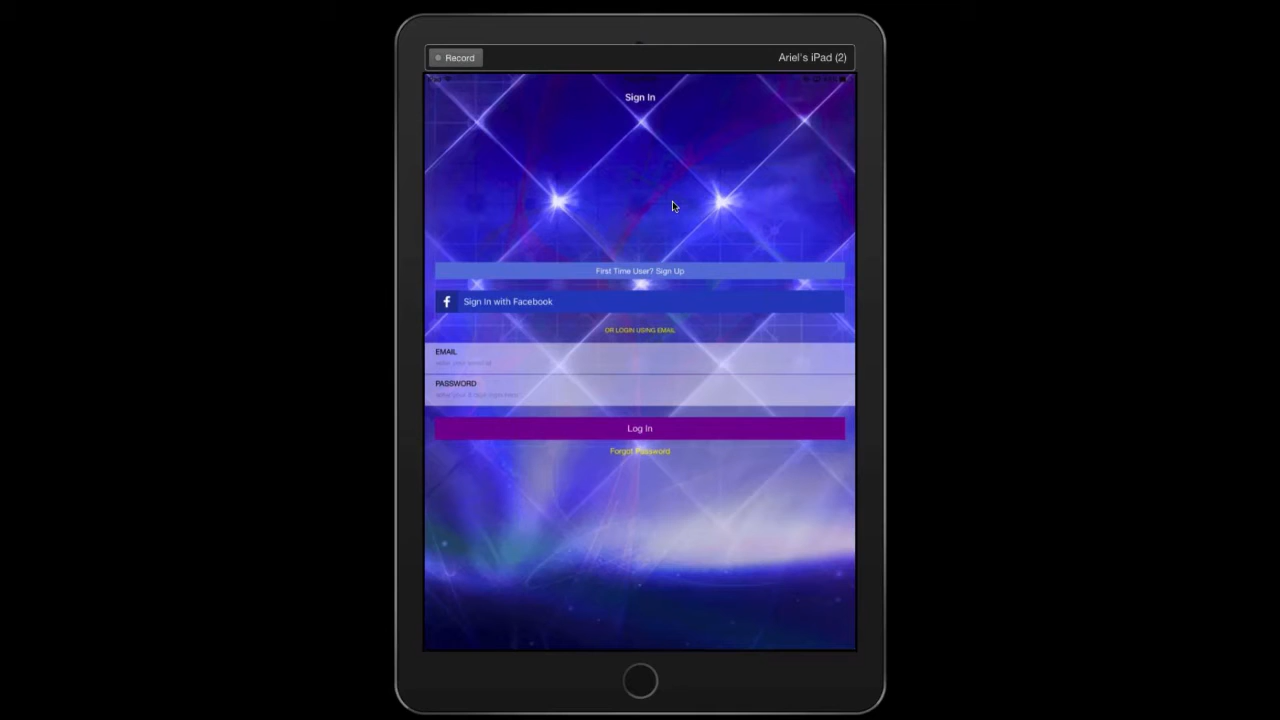 Record
Ariel's iPad (2)
Sign In
First Time User? Sign Up
f Sign In with Facebook
OR LOGIN USING EMAIL
EMAIL
PASSWORD
Log In
Forgot Password